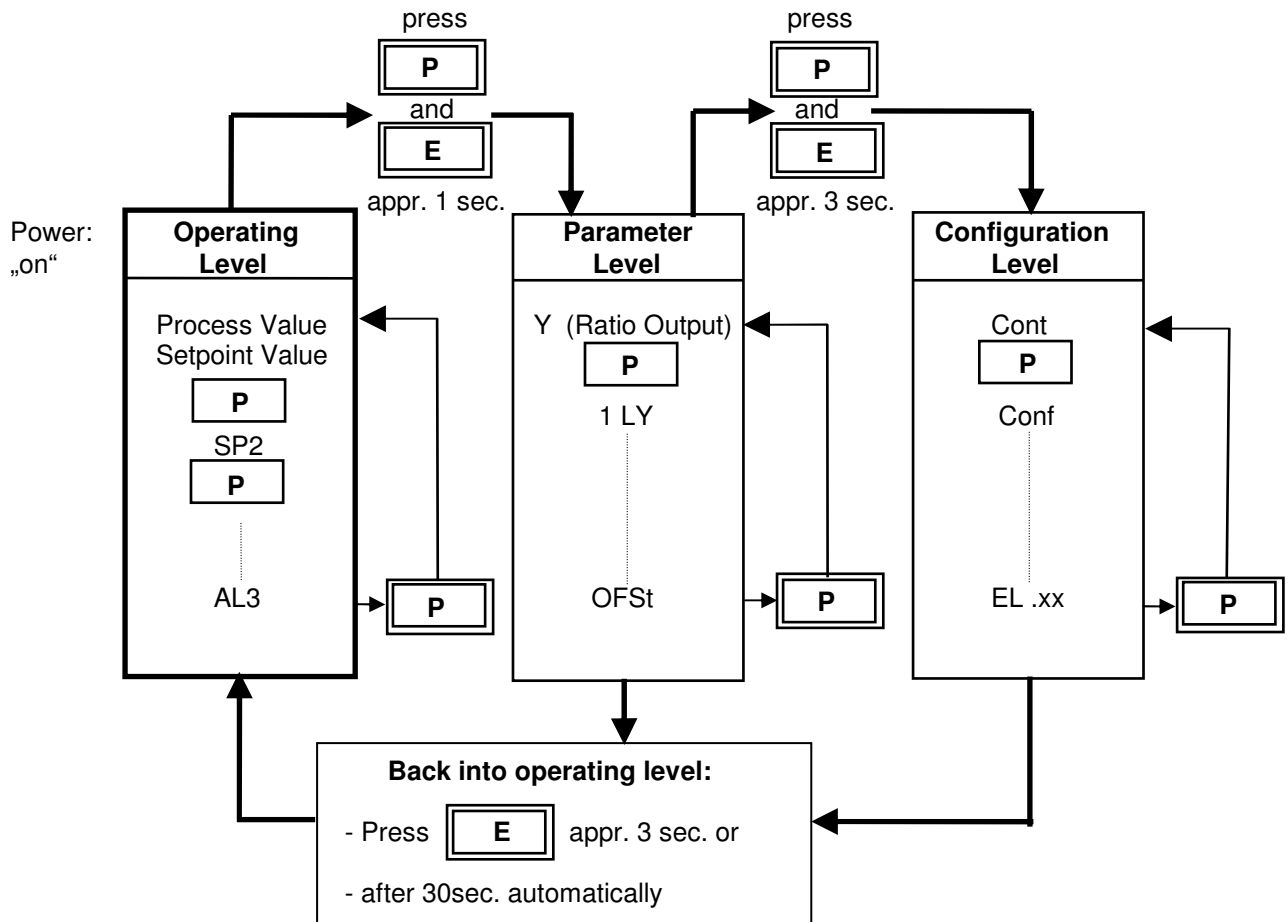 press
P
and
E
appr. 1 sec.
press
P
and
E
appr. 3 sec.
Power:
„on“
Operating
Level
Process Value
Setpoint Value
P
SP2
P
AL3
P
Parameter
Level
Y (Ratio Output)
P
1 LY
OFSt
P
Configuration
Level
Cont
P
Conf
EL .xx
P
Back into operating level:
- Press E appr. 3 sec. or
- after 30sec. automatically